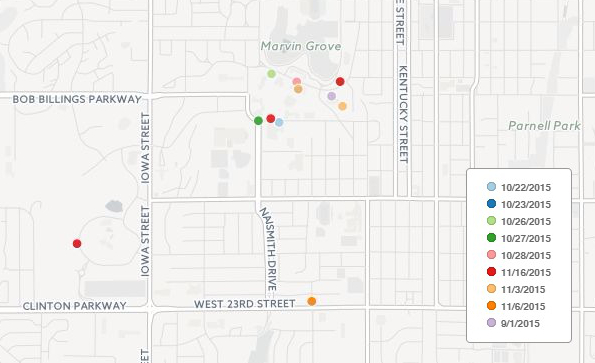 E STREET
Marvin Grove
KENTUCKY STREET
BOB BILLINGS PARKWAY
IOWA STREET
Parnell Park
IOWA STREET
NAISMITH DRIVE
CLINTON PARKWAY
WEST 23RD STREET
EET
10/22/2015
10/23/2015
10/26/2015
10/27/2015
10/28/2015
11/16/2015
11/3/2015
11/6/2015
9/1/2015